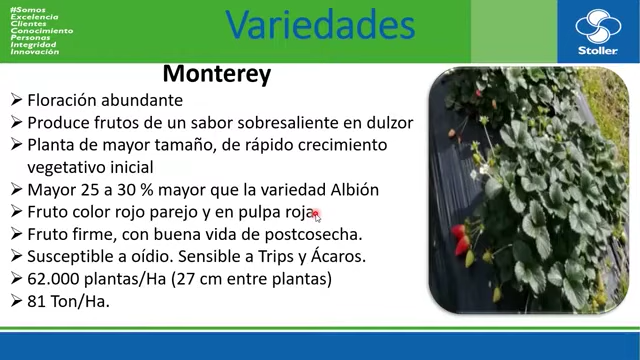 #Somos
Excelencia
Clientes
Conocimiento
Personas
Integridad
Innovación
Variedades
Stoller
Monterey
➢ Floración abundante
➢ Produce frutos de un sabor sobresaliente en dulzor
➢ Planta de mayor tamaño, de rápido crecimiento
vegetativo inicial
➢ Mayor 25 a 30 % mayor que la variedad Albión
➢ Fruto color rojo parejo y en pulpa roja
➢ Fruto firme, con buena vida de postcosecha.
➢ Susceptible a oídio. Sensible a Trips y Ácaros.
➢ 62.000 plantas/Ha (27 cm entre plantas)
➢ 81 Ton/Ha.